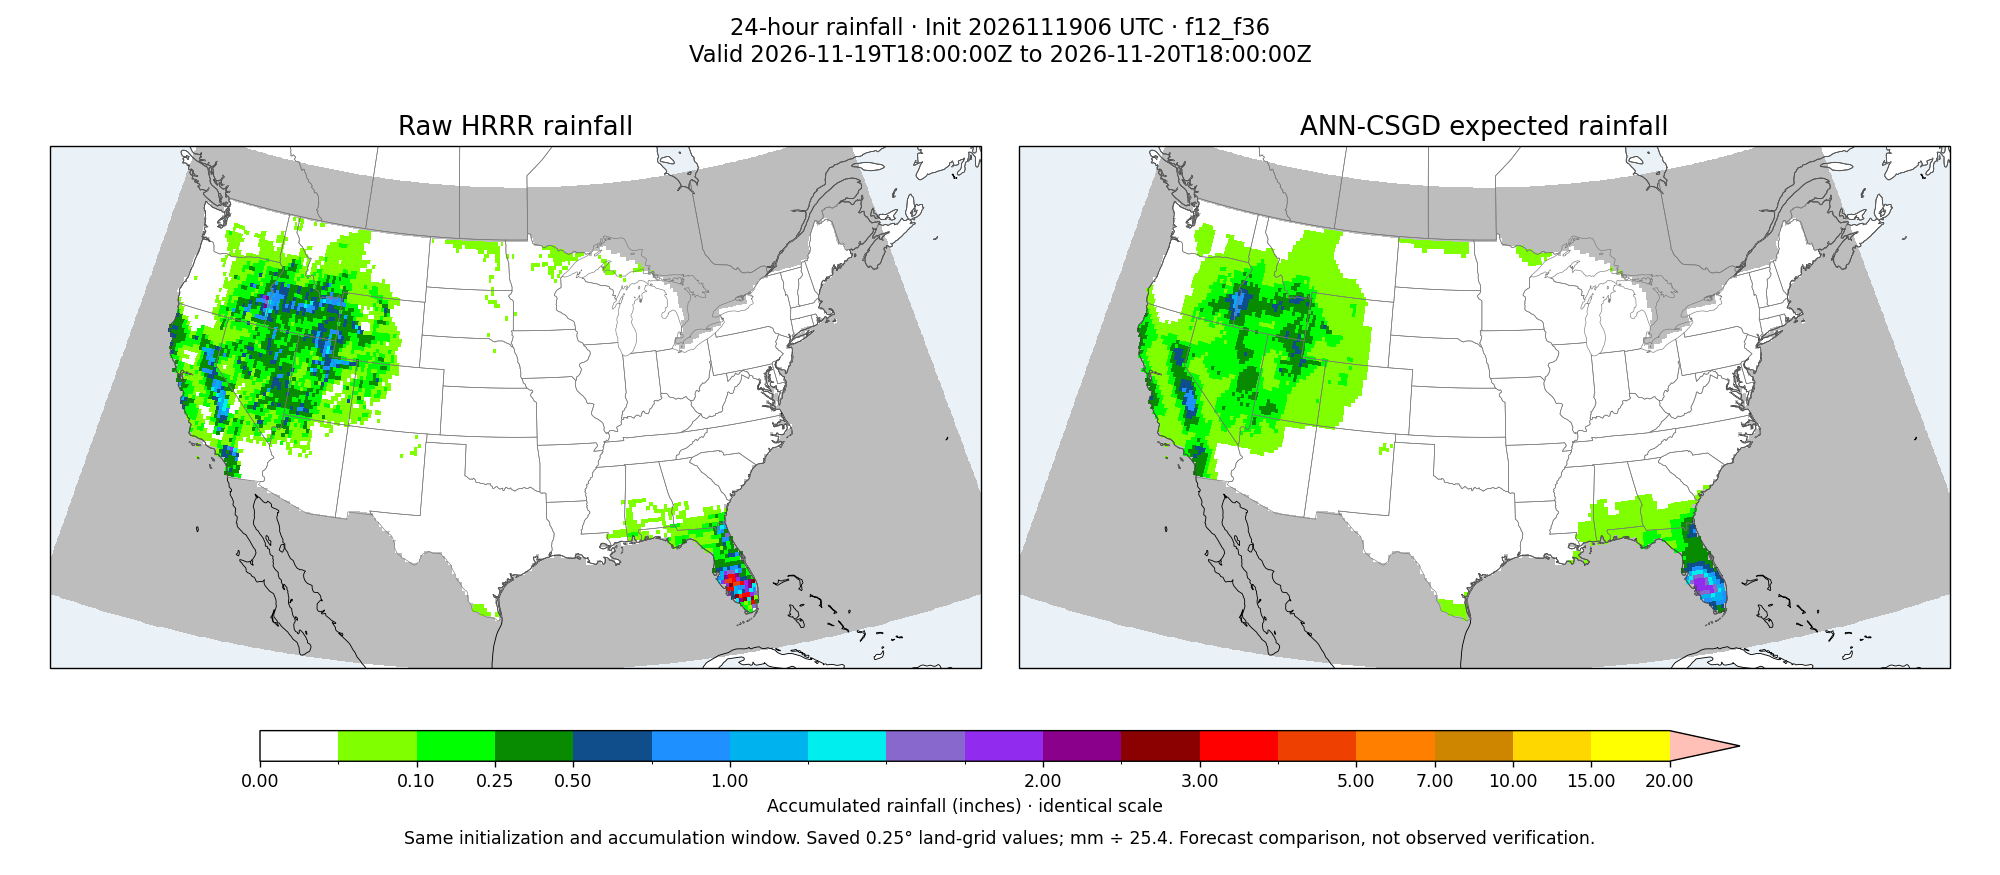 24-hour rainfall · Init 2026111906 UTC · f12_f36
Valid 2026-11-19T18:00:00Z to 2026-11-20T18:00:00Z
Raw HRRR rainfall
ANN-CSGD expected rainfall
0.00 0.10 0.25 0.50 1.00 2.00 3.00 5.00 7.00 10.00 15.00 20.00
Accumulated rainfall (inches) · identical scale
Same initialization and accumulation window. Saved 0.25° land-grid values; mm ÷ 25.4. Forecast comparison, not observed verification.